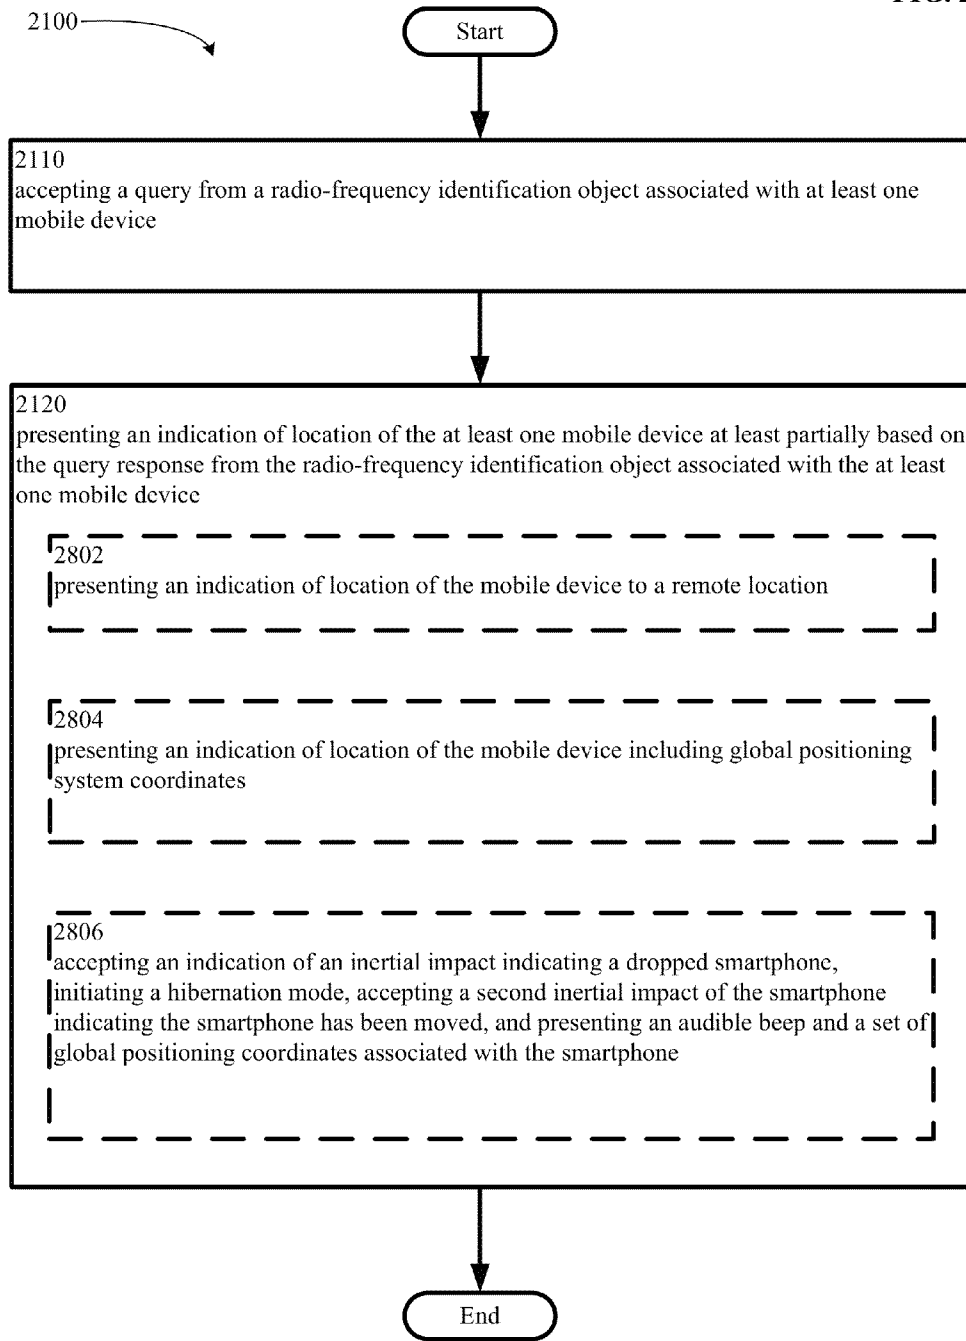 2100
Start
2110
accepting a query from a radio-frequency identification object associated with at least one
mobile device
2120
presenting an indication of location of the at least one mobile device at least partially based on
the query response from the radio-frequency identification object associated with the at least
one mobile device
2802
presenting an indication of location of the mobile device to a remote location
2804
presenting an indication of location of the mobile device including global positioning
system coordinates
2806
accepting an indication of an inertial impact indicating a dropped smartphone,
initiating a hibernation mode, accepting a second inertial impact of the smartphone
indicating the smartphone has been moved, and presenting an audible beep and a set of
global positioning coordinates associated with the smartphone
End